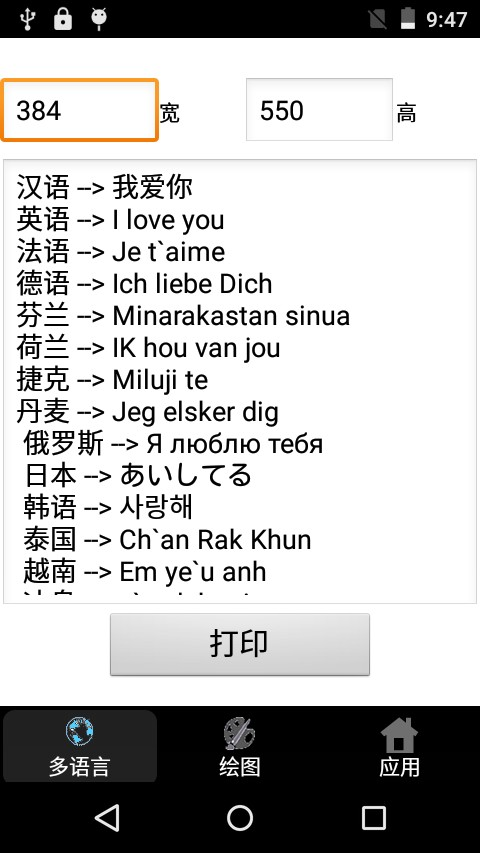 9:47
384 宽 550 高
汉语 --> 我爱你
英语 --> I love you
法语 --> Je t`aime
德语 --> Ich liebe Dich
芬兰 --> Minarakastan sinua
荷兰 --> IK hou van jou
捷克 --> Miluji te
丹麦 --> Jeg elsker dig
俄罗斯 --> Я люблю тебя
日本 --> あいしてる
韩语 --> 사랑해
泰国 --> Ch`an Rak Khun
越南 --> Em ye`u anh
打印
多语言 绘图 应用